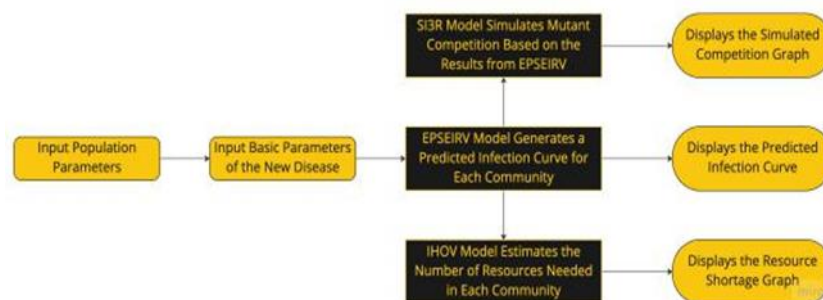 SI3R Model Simulates Mutant
Competition Based on the
Results from EPSEIRV
Displays the Simulated
Competition Graph
Input Population
Parameters
Input Basic Parameters
of the New Disease
EPSEIRV Model Generates a
Predicted Infection Curve for
Each Community
Displays the Predicted
Infection Curve
IHOV Model Estimates the
Number of Resources Needed
in Each Community
Displays the Resource
Shortage Graph